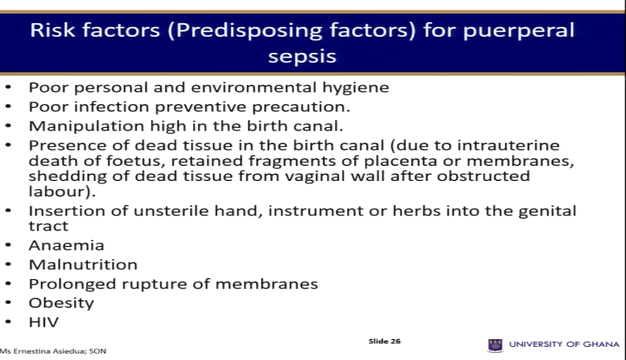 Risk factors (Predisposing factors) for puerperal
sepsis
• Poor personal and environmental hygiene
• Poor infection preventive precaution.
• Manipulation high in the birth canal.
• Presence of dead tissue in the birth canal (due to intrauterine
death of foetus, retained fragments of placenta or membranes,
shedding of dead tissue from vaginal wall after obstructed
labour).
• Insertion of unsterile hand, instrument or herbs into the genital
tract
• Anaemia
• Malnutrition
• Prolonged rupture of membranes
• Obesity
• HIV
Ms Ernestina Asiedua; SON
Slide 26
UNIVERSITY OF GHANA